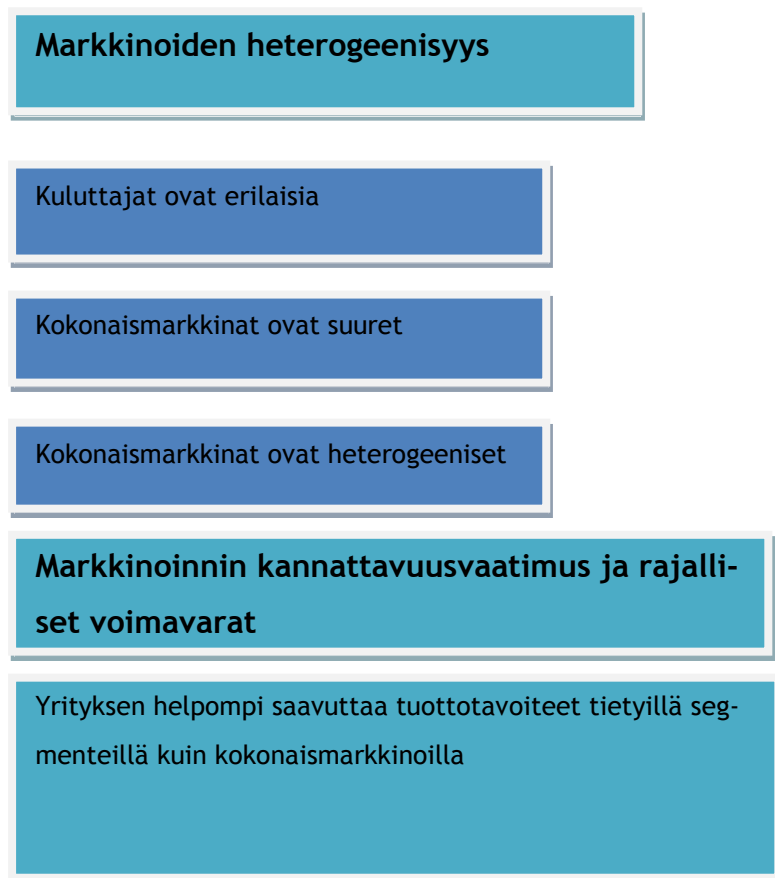 Markkinoiden heterogeenisyys
Kuluttajat ovat erilaisia
Kokonaismarkkinat ovat suuret
Kokonaismarkkinat ovat heterogeeniset
Markkinoinnin kannattavuusvaatimus ja rajalli-
set voimavarat
Yrityksen helpompi saavuttaa tuottotavoiteet tietyillä seg-
menteillä kuin kokonaismarkkinoilla